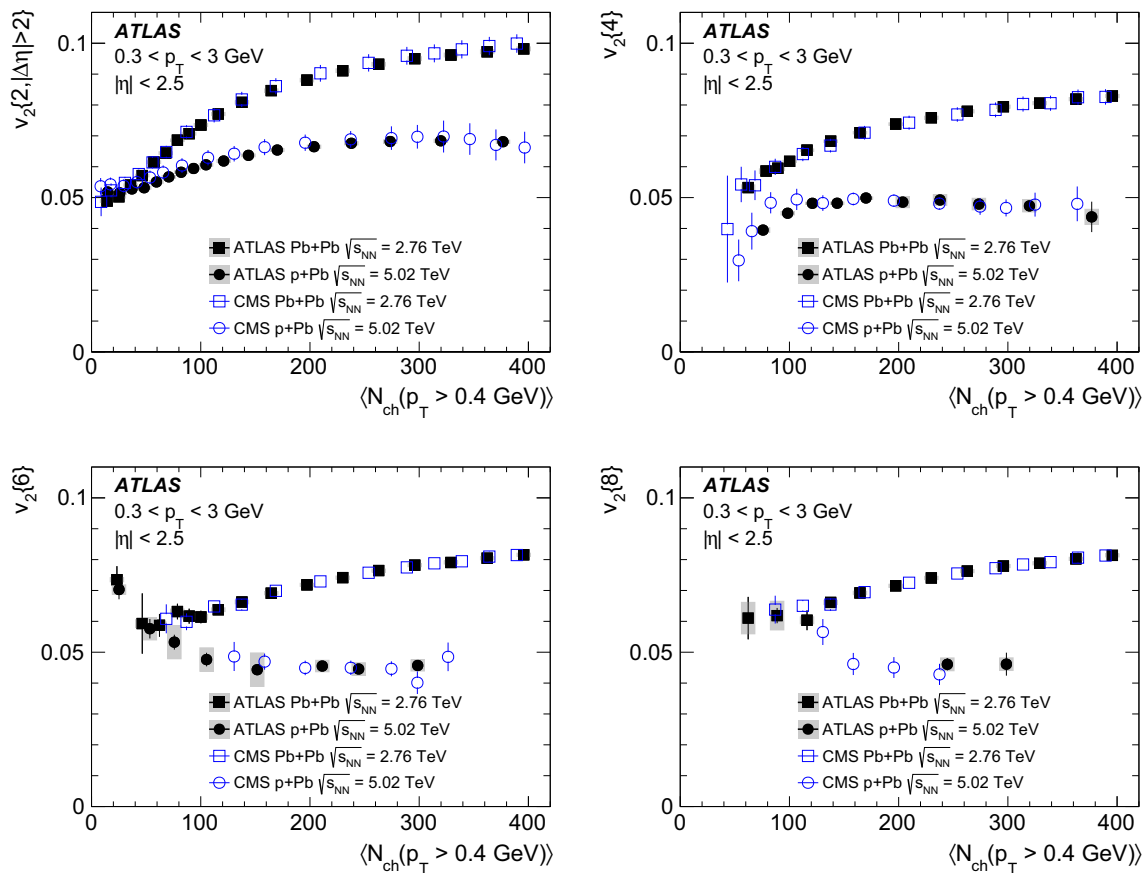 v₂{2,|Δη|>2}
0.1
0.05
0
ATLAS
0.3 < p_T < 3 GeV
|η| < 2.5
ATLAS Pb+Pb √s_NN = 2.76 TeV
ATLAS p+Pb √s_NN = 5.02 TeV
CMS Pb+Pb √s_NN = 2.76 TeV
CMS p+Pb √s_NN = 5.02 TeV
0 100 200 300 400
⟨N_ch(p_T > 0.4 GeV)⟩
v₂{4}
0.1
0.05
0
ATLAS
0.3 < p_T < 3 GeV
|η| < 2.5
ATLAS Pb+Pb √s_NN = 2.76 TeV
ATLAS p+Pb √s_NN = 5.02 TeV
CMS Pb+Pb √s_NN = 2.76 TeV
CMS p+Pb √s_NN = 5.02 TeV
0 100 200 300 400
⟨N_ch(p_T > 0.4 GeV)⟩
v₂{6}
0.1
0.05
0
ATLAS
0.3 < p_T < 3 GeV
|η| < 2.5
ATLAS Pb+Pb √s_NN = 2.76 TeV
ATLAS p+Pb √s_NN = 5.02 TeV
CMS Pb+Pb √s_NN = 2.76 TeV
CMS p+Pb √s_NN = 5.02 TeV
0 100 200 300 400
⟨N_ch(p_T > 0.4 GeV)⟩
v₂{8}
0.1
0.05
0
ATLAS
0.3 < p_T < 3 GeV
|η| < 2.5
ATLAS Pb+Pb √s_NN = 2.76 TeV
ATLAS p+Pb √s_NN = 5.02 TeV
CMS Pb+Pb √s_NN = 2.76 TeV
CMS p+Pb √s_NN = 5.02 TeV
0 100 200 300 400
⟨N_ch(p_T > 0.4 GeV)⟩